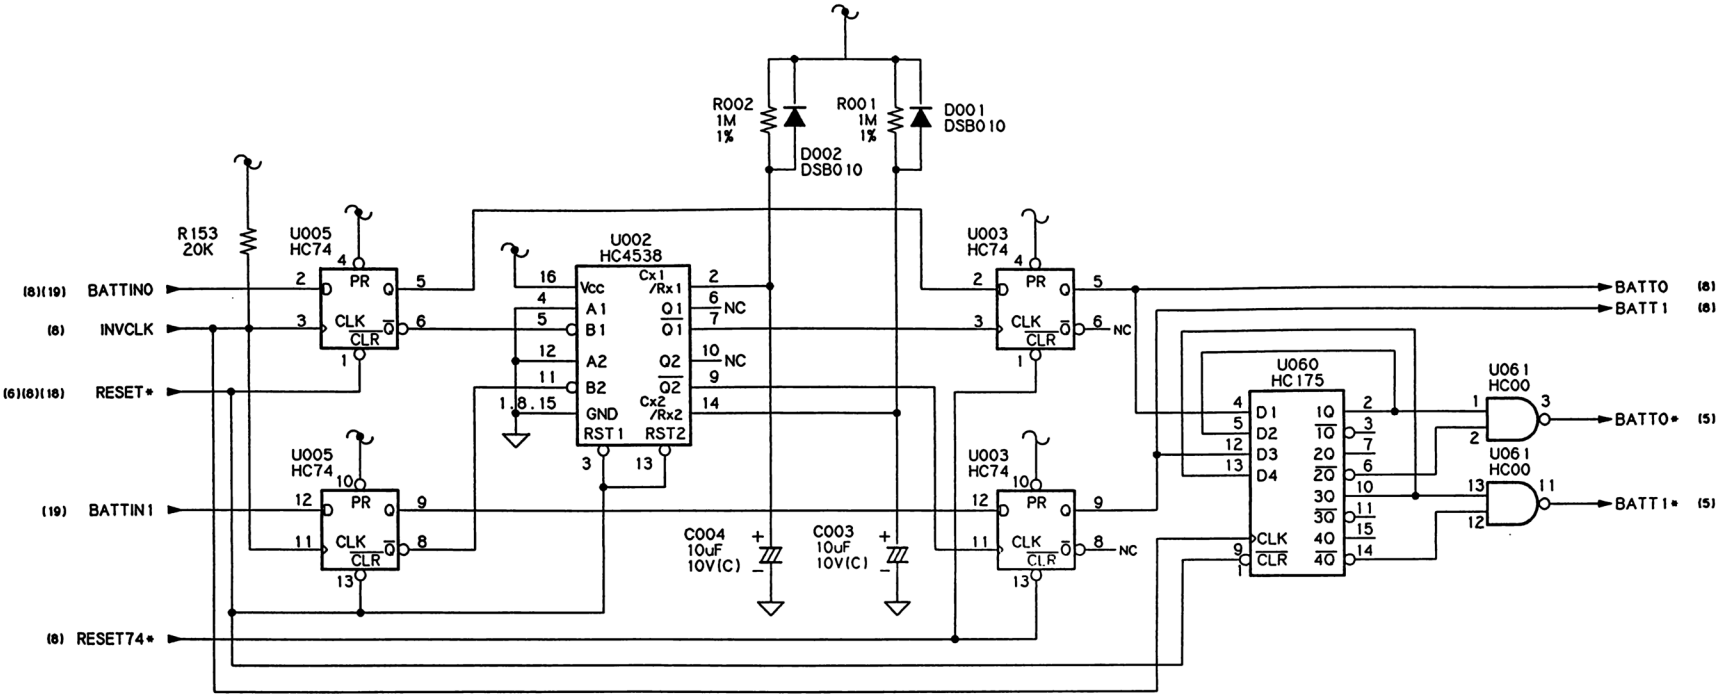 R002
1M
1%
R001
1M
1%
D001
DSB010
D002
DSB010
R153
20K
U005
HC74
4
PR
2
D
Q
5
3
CLK
Q
6
CLR
1
U002
HC4538
16
Vcc
Cx1
/Rx1
2
4
A1
Q1
6
NC
5
B1
Q1
7
12
A2
Q2
10
NC
11
B2
Q2
9
1.8.15
GND
Cx2
/Rx2
14
RST1
RST2
3
13
U003
HC74
4
PR
2
D
Q
5
3
CLK
Q
6
NC
CLR
1
(8)(19) BATTIN0
(8) INVCLK
(6)(8)(18) RESET*
(19) BATTIN1
(8) RESET74*
U005
HC74
10
PR
12
D
Q
9
11
CLK
Q
8
CLR
13
C004
10uF
10V(C)
+
-
C003
10uF
10V(C)
+
-
U003
HC74
10
PR
12
D
Q
9
11
CLK
Q
8
NC
CLR
13
BATT0 (8)
BATT1 (8)
U060
HC175
4
D1
1Q
2
5
D2
1Q
3
12
D3
2Q
7
13
D4
2Q
6
3Q
10
3Q
11
4Q
15
CLK
9
CLR
4Q
14
1
U061
HC00
1
2
3
BATT0* (5)
U061
HC00
13
12
11
BATT1* (5)